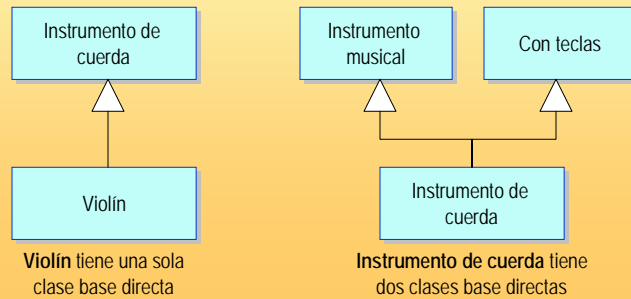 Instrumento de
cuerda
Violín
Violín tiene una sola
clase base directa
Instrumento
musical
Con teclas
Instrumento de
cuerda
Instrumento de cuerda tiene
dos clases base directas